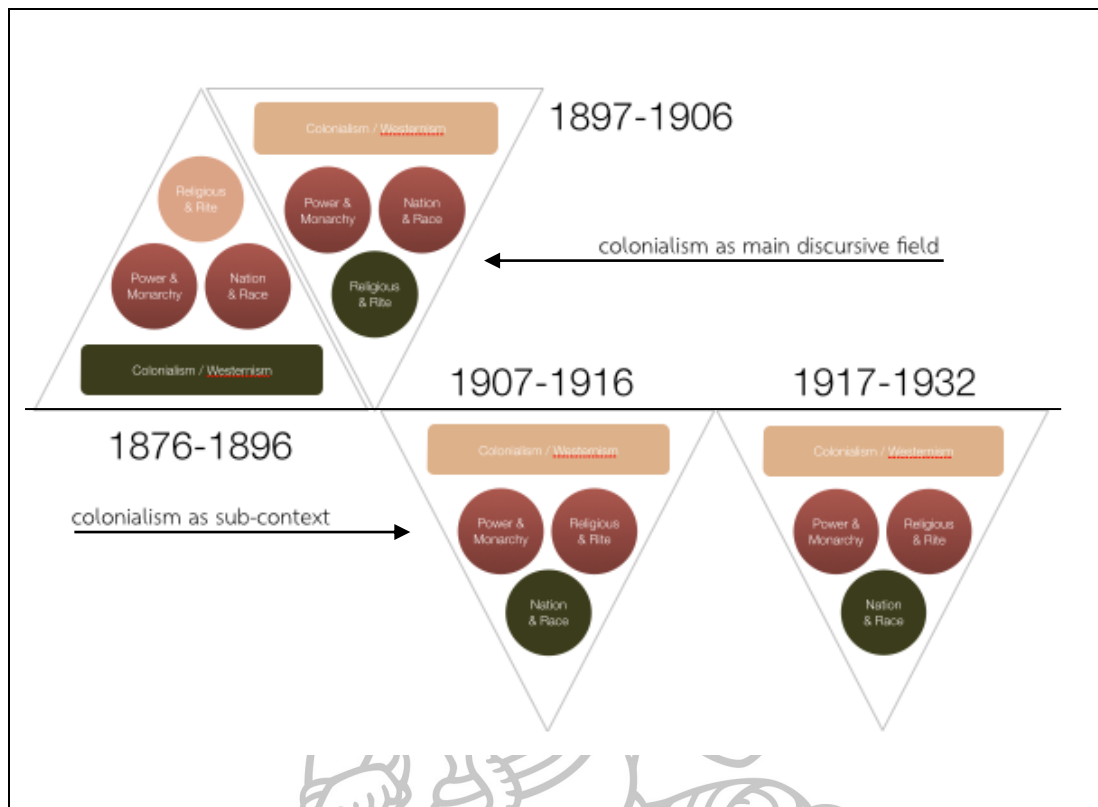 Colonialism / Westernism
1897-1906
Religious
& Rite
Power &
Monarchy
Nation
& Race
Power &
Monarchy
Nation
& Race
Religious
& Rite
colonialism as main discursive field
Colonialism / Westernism
1876-1896
1907-1916
1917-1932
colonialism as sub-context
Colonialism / Westernism
Power &
Monarchy
Religious
& Rite
Nation
& Race
Colonialism / Westernism
Power &
Monarchy
Religious
& Rite
Nation
& Race